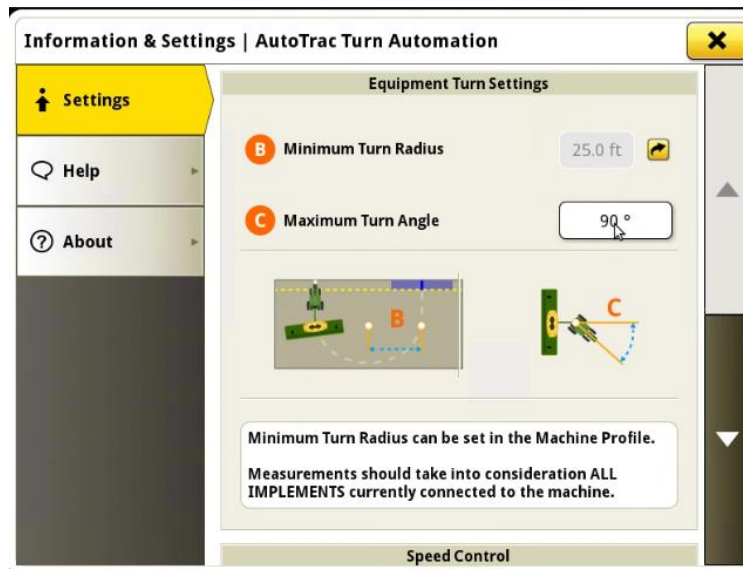 Information & Settings | AutoTrac Turn Automation
Settings
Help
About
Equipment Turn Settings
B Minimum Turn Radius 25.0 ft
C Maximum Turn Angle 90 °
B
C
Minimum Turn Radius can be set in the Machine Profile.
Measurements should take into consideration ALL
IMPLEMENTS currently connected to the machine.
Speed Control